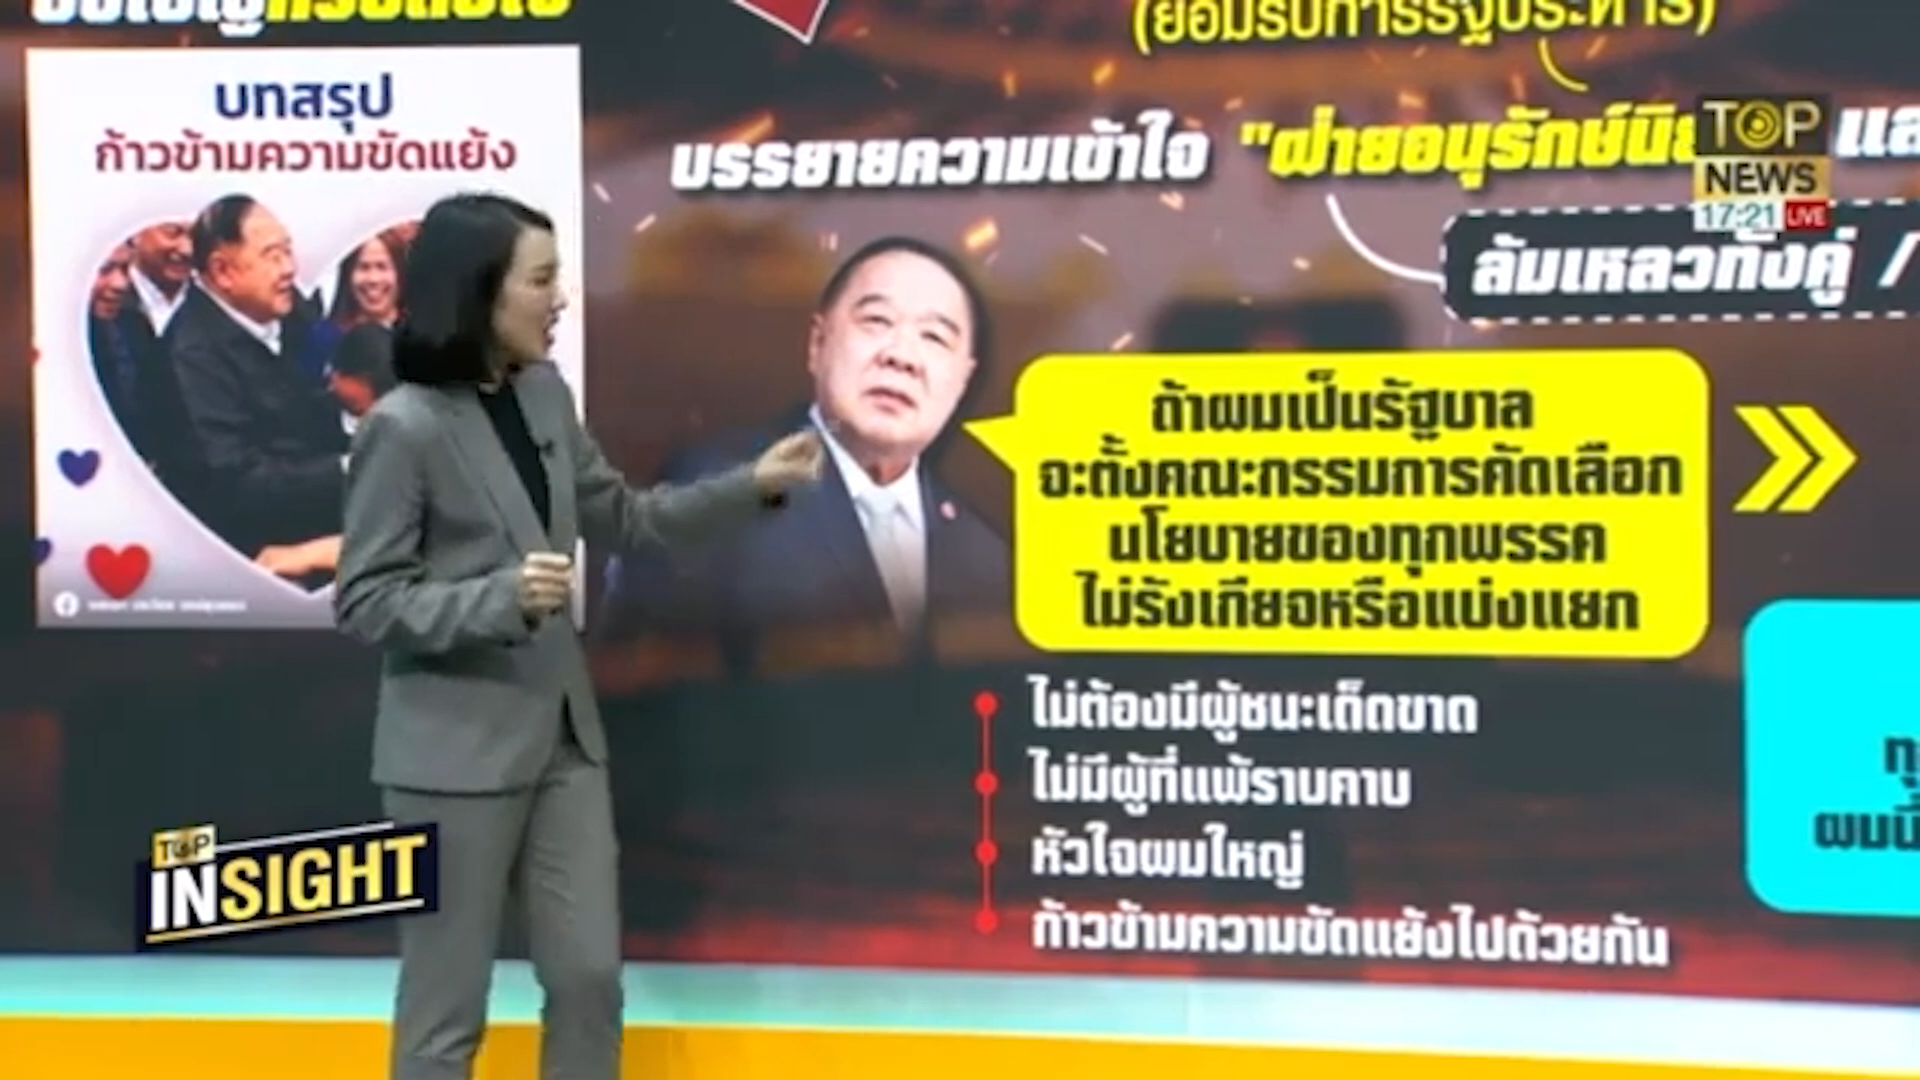 (ยอมรับการรัฐประหาร)
บทสรุป
ก้าวข้ามความขัดแย้ง
บรรยายความเข้าใจ "ฝ่ายอนุรักษ์นิ
TOP
NEWS
17:21 LIVE
ล้มเหลวทั้งคู่ /
ถ้าผมเป็นรัฐบาล
จะตั้งคณะกรรมการคัดเลือก
นโยบายของทุกพรรค
ไม่รังเกียจหรือแบ่งแยก
ไม่ต้องมีผู้ชนะเด็ดขาด
ไม่มีผู้ที่แพ้ราบคาบ
หัวใจผมใหญ่
ก้าวข้ามความขัดแย้งไปด้วยกัน
TOP
INSIGHT